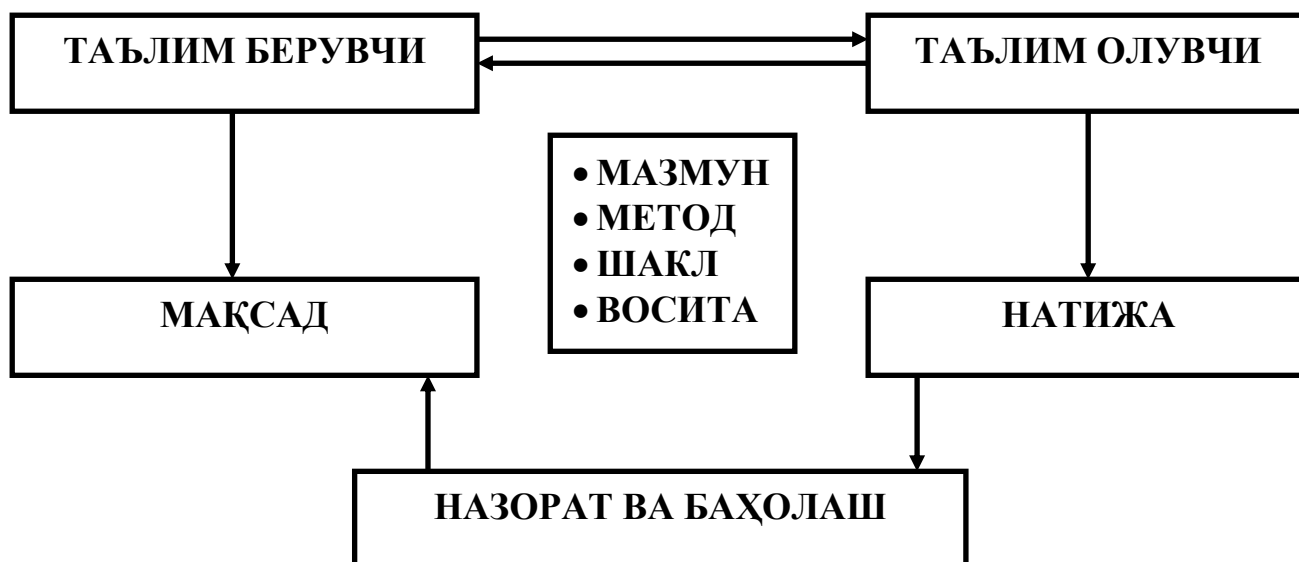 ТАЪЛИМ БЕРУВЧИ
ТАЪЛИМ ОЛУВЧИ
• МАЗМУН
• МЕТОД
• ШАКЛ
• ВОСИТА
МАҚСАД
НАТИЖА
НАЗОРАТ ВА БАҲОЛАШ